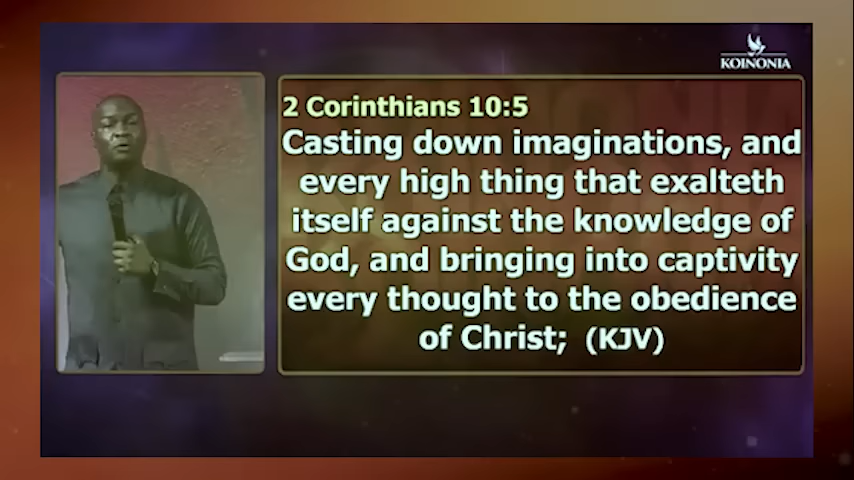 KOINONIA
2 Corinthians 10:5
Casting down imaginations, and
every high thing that exalteth
itself against the knowledge of
God, and bringing into captivity
every thought to the obedience
of Christ; (KJV)